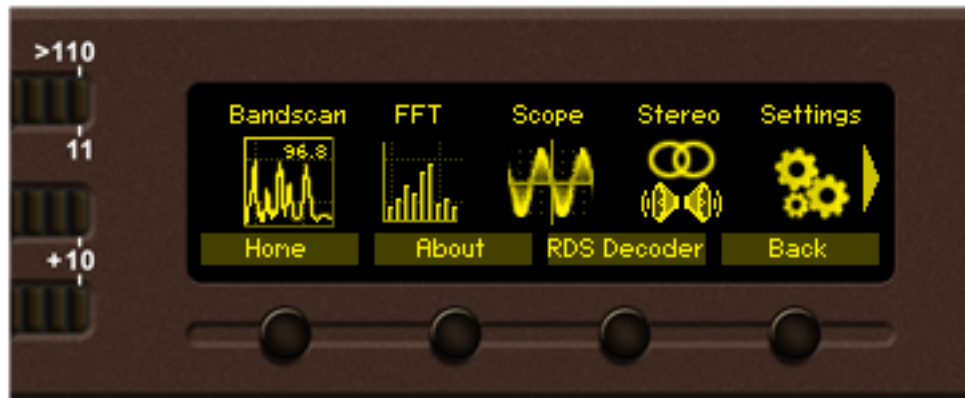 >110
11
+10
Bandscan FFT Scope Stereo Settings
96.8
Home About RDS Decoder Back